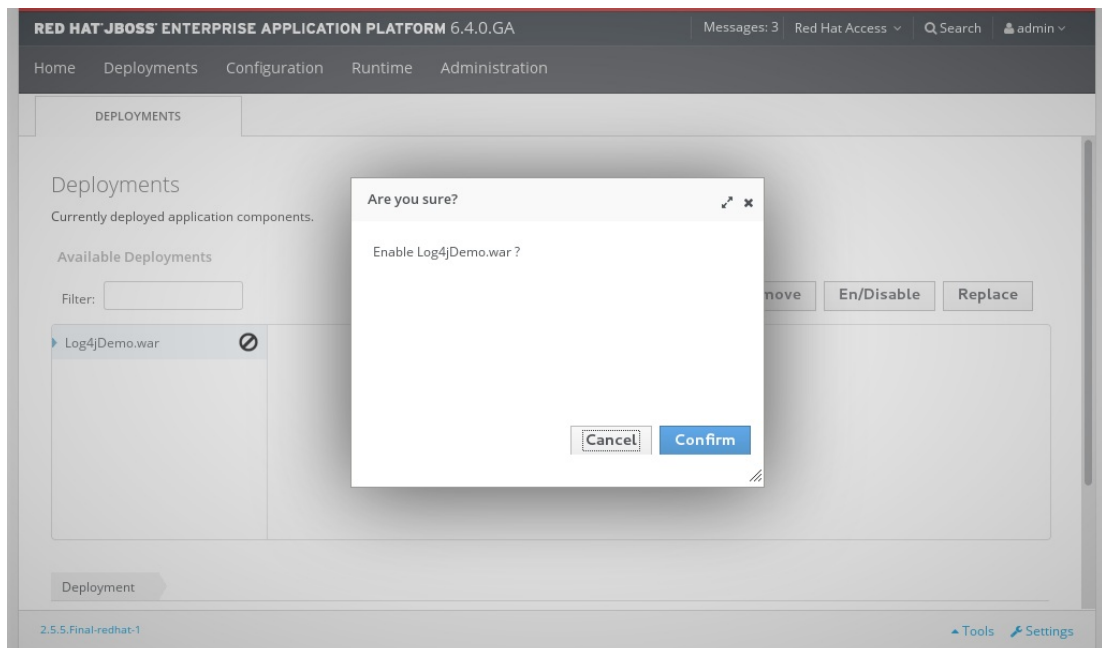 RED HAT JBOSS ENTERPRISE APPLICATION PLATFORM 6.4.0.GA
Messages: 3 Red Hat Access Search admin
Home Deployments Configuration Runtime Administration
DEPLOYMENTS
Deployments
Currently deployed application components.
Available Deployments
Filter:
En/Disable Replace
Log4jDemo.war
Are you sure?
Enable Log4jDemo.war ?
Cancel Confirm
Deployment
2.5.5.Final-redhat-1
Tools Settings